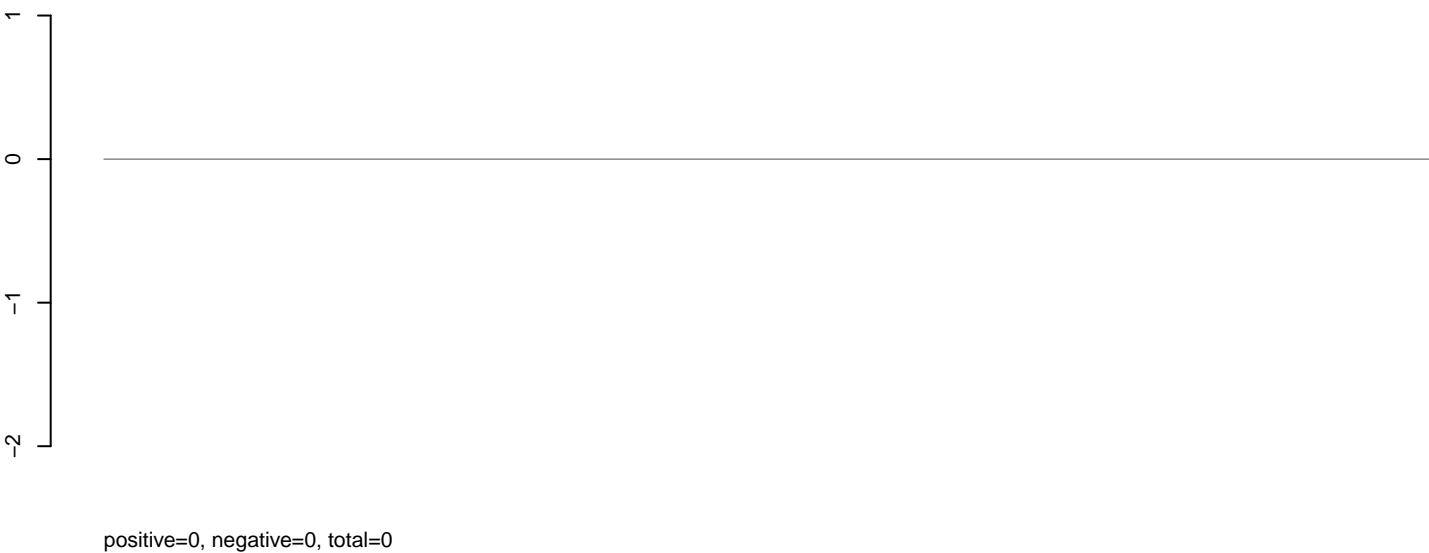 1
0
−1
−2
positive=0, negative=0, total=0